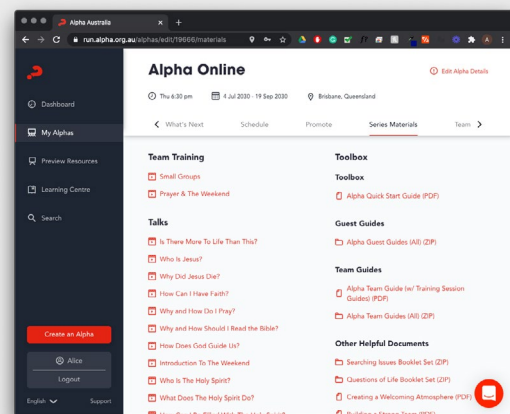 Alpha Australia
run.alpha.org.au/alphas/edit/19666/materials
Dashboard
My Alphas
Preview Resources
Learning Centre
Search
Create an Alpha
Alice
Logout
English
Support
Alpha Online
Edit Alpha Details
Thu 6:30 pm
4 Jul 2030 - 19 Sep 2030
Brisbane, Queensland
What's Next
Schedule
Promote
Series Materials
Team
Team Training
Small Groups
Prayer & The Weekend
Talks
Is There More To Life Than This?
Who Is Jesus?
Why Did Jesus Die?
How Can I Have Faith?
Why and How Do I Pray?
Why and How Should I Read the Bible?
How Does God Guide Us?
Introduction To The Weekend
Who Is The Holy Spirit?
What Does The Holy Spirit Do?
Toolbox
Toolbox
Alpha Quick Start Guide (PDF)
Guest Guides
Alpha Guest Guides (All) (ZIP)
Team Guides
Alpha Team Guide (w/ Training Session
Guides) (PDF)
Alpha Team Guides (All) (ZIP)
Other Helpful Documents
Searching Issues Booklet Set (ZIP)
Questions of Life Booklet Set (ZIP)
Creating a Welcoming Atmosphere (PDF)